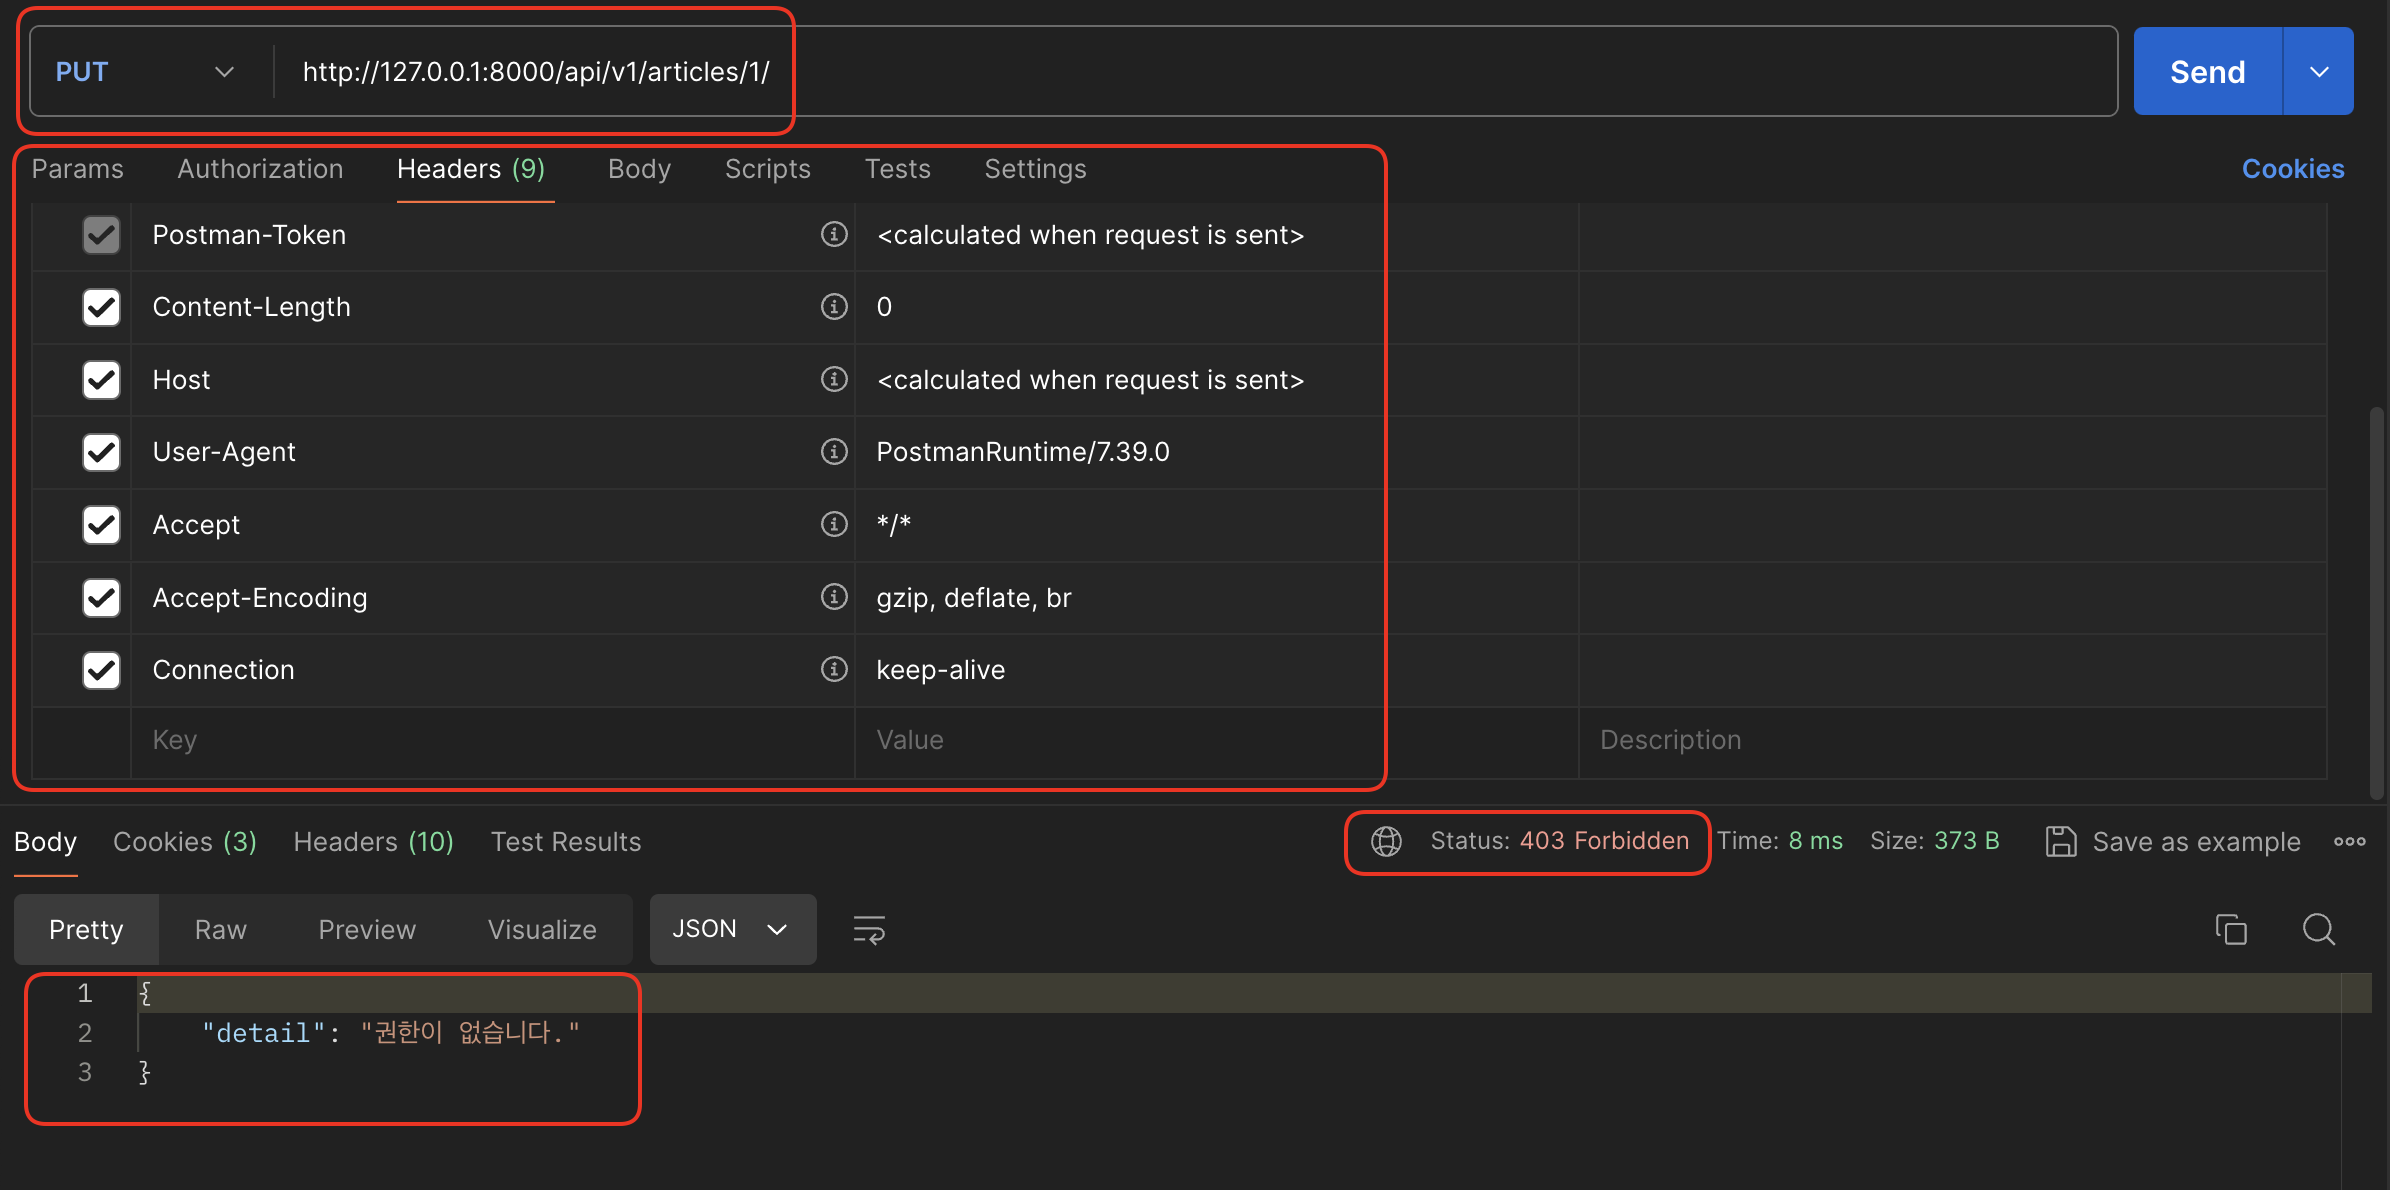 PUT http://127.0.0.1:8000/api/v1/articles/1/ Send
Params Authorization Headers (9) Body Scripts Tests Settings Cookies
Postman-Token <calculated when request is sent>
Content-Length 0
Host <calculated when request is sent>
User-Agent PostmanRuntime/7.39.0
Accept */*
Accept-Encoding gzip, deflate, br
Connection keep-alive
Key Value Description
Body Cookies (3) Headers (10) Test Results Status: 403 Forbidden Time: 8 ms Size: 373 B Save as example
Pretty Raw Preview Visualize JSON
1 {
2 "detail": "권한이 없습니다."
3 }